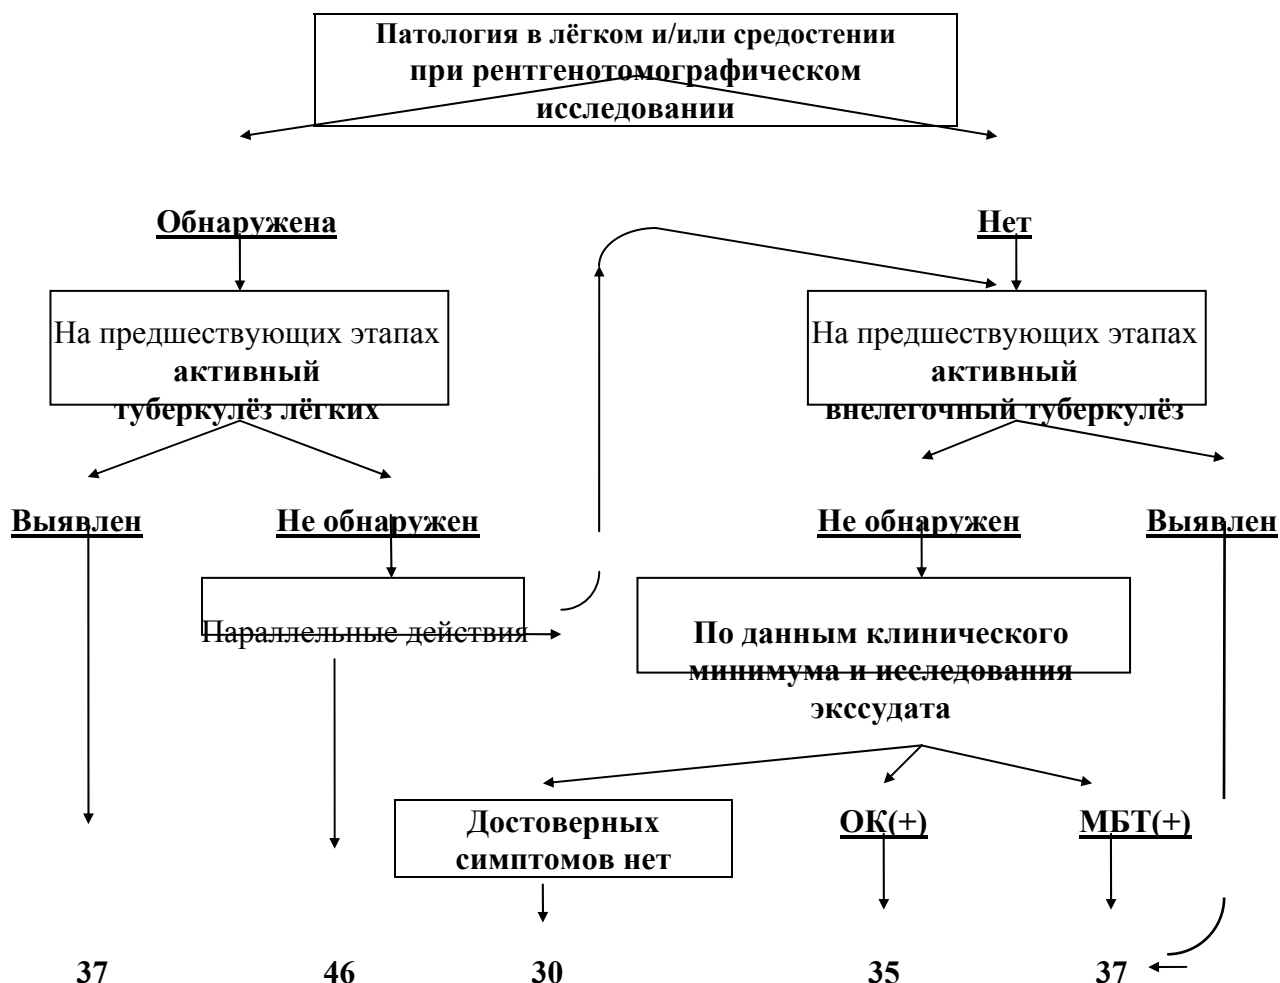 Патология в лёгком и/или средостении
при рентгенотомографическом
исследовании
Обнаружена
Нет
На предшествующих этапах
активный
туберкулёз лёгких
На предшествующих этапах
активный
внелегочный туберкулёз
Выявлен
Не обнаружен
Не обнаружен
Выявлен
Параллельные действия
По данным клинического
минимума и исследования
экссудата
Достоверных
симптомов нет
ОК(+)
МБТ(+)
37
46
30
35
37